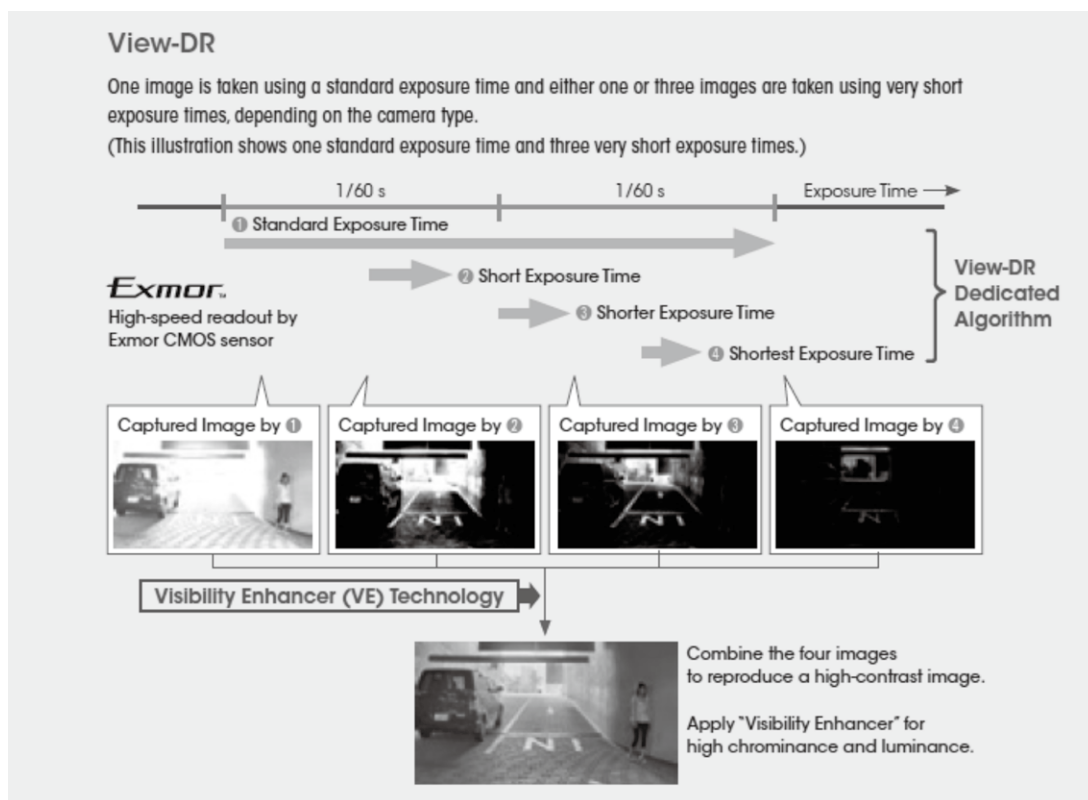 View-DR
One image is taken using a standard exposure time and either one or three images are taken using very short
exposure times, depending on the camera type.
(This illustration shows one standard exposure time and three very short exposure times.)
1/60 s
1/60 s
Exposure Time
❶ Standard Exposure Time
❷ Short Exposure Time
❸ Shorter Exposure Time
❹ Shortest Exposure Time
Exmor™
High-speed readout by
Exmor CMOS sensor
View-DR
Dedicated
Algorithm
Captured Image by ❶
Captured Image by ❷
Captured Image by ❸
Captured Image by ❹
Visibility Enhancer (VE) Technology
Combine the four images
to reproduce a high-contrast image.
Apply "Visibility Enhancer" for
high chrominance and luminance.